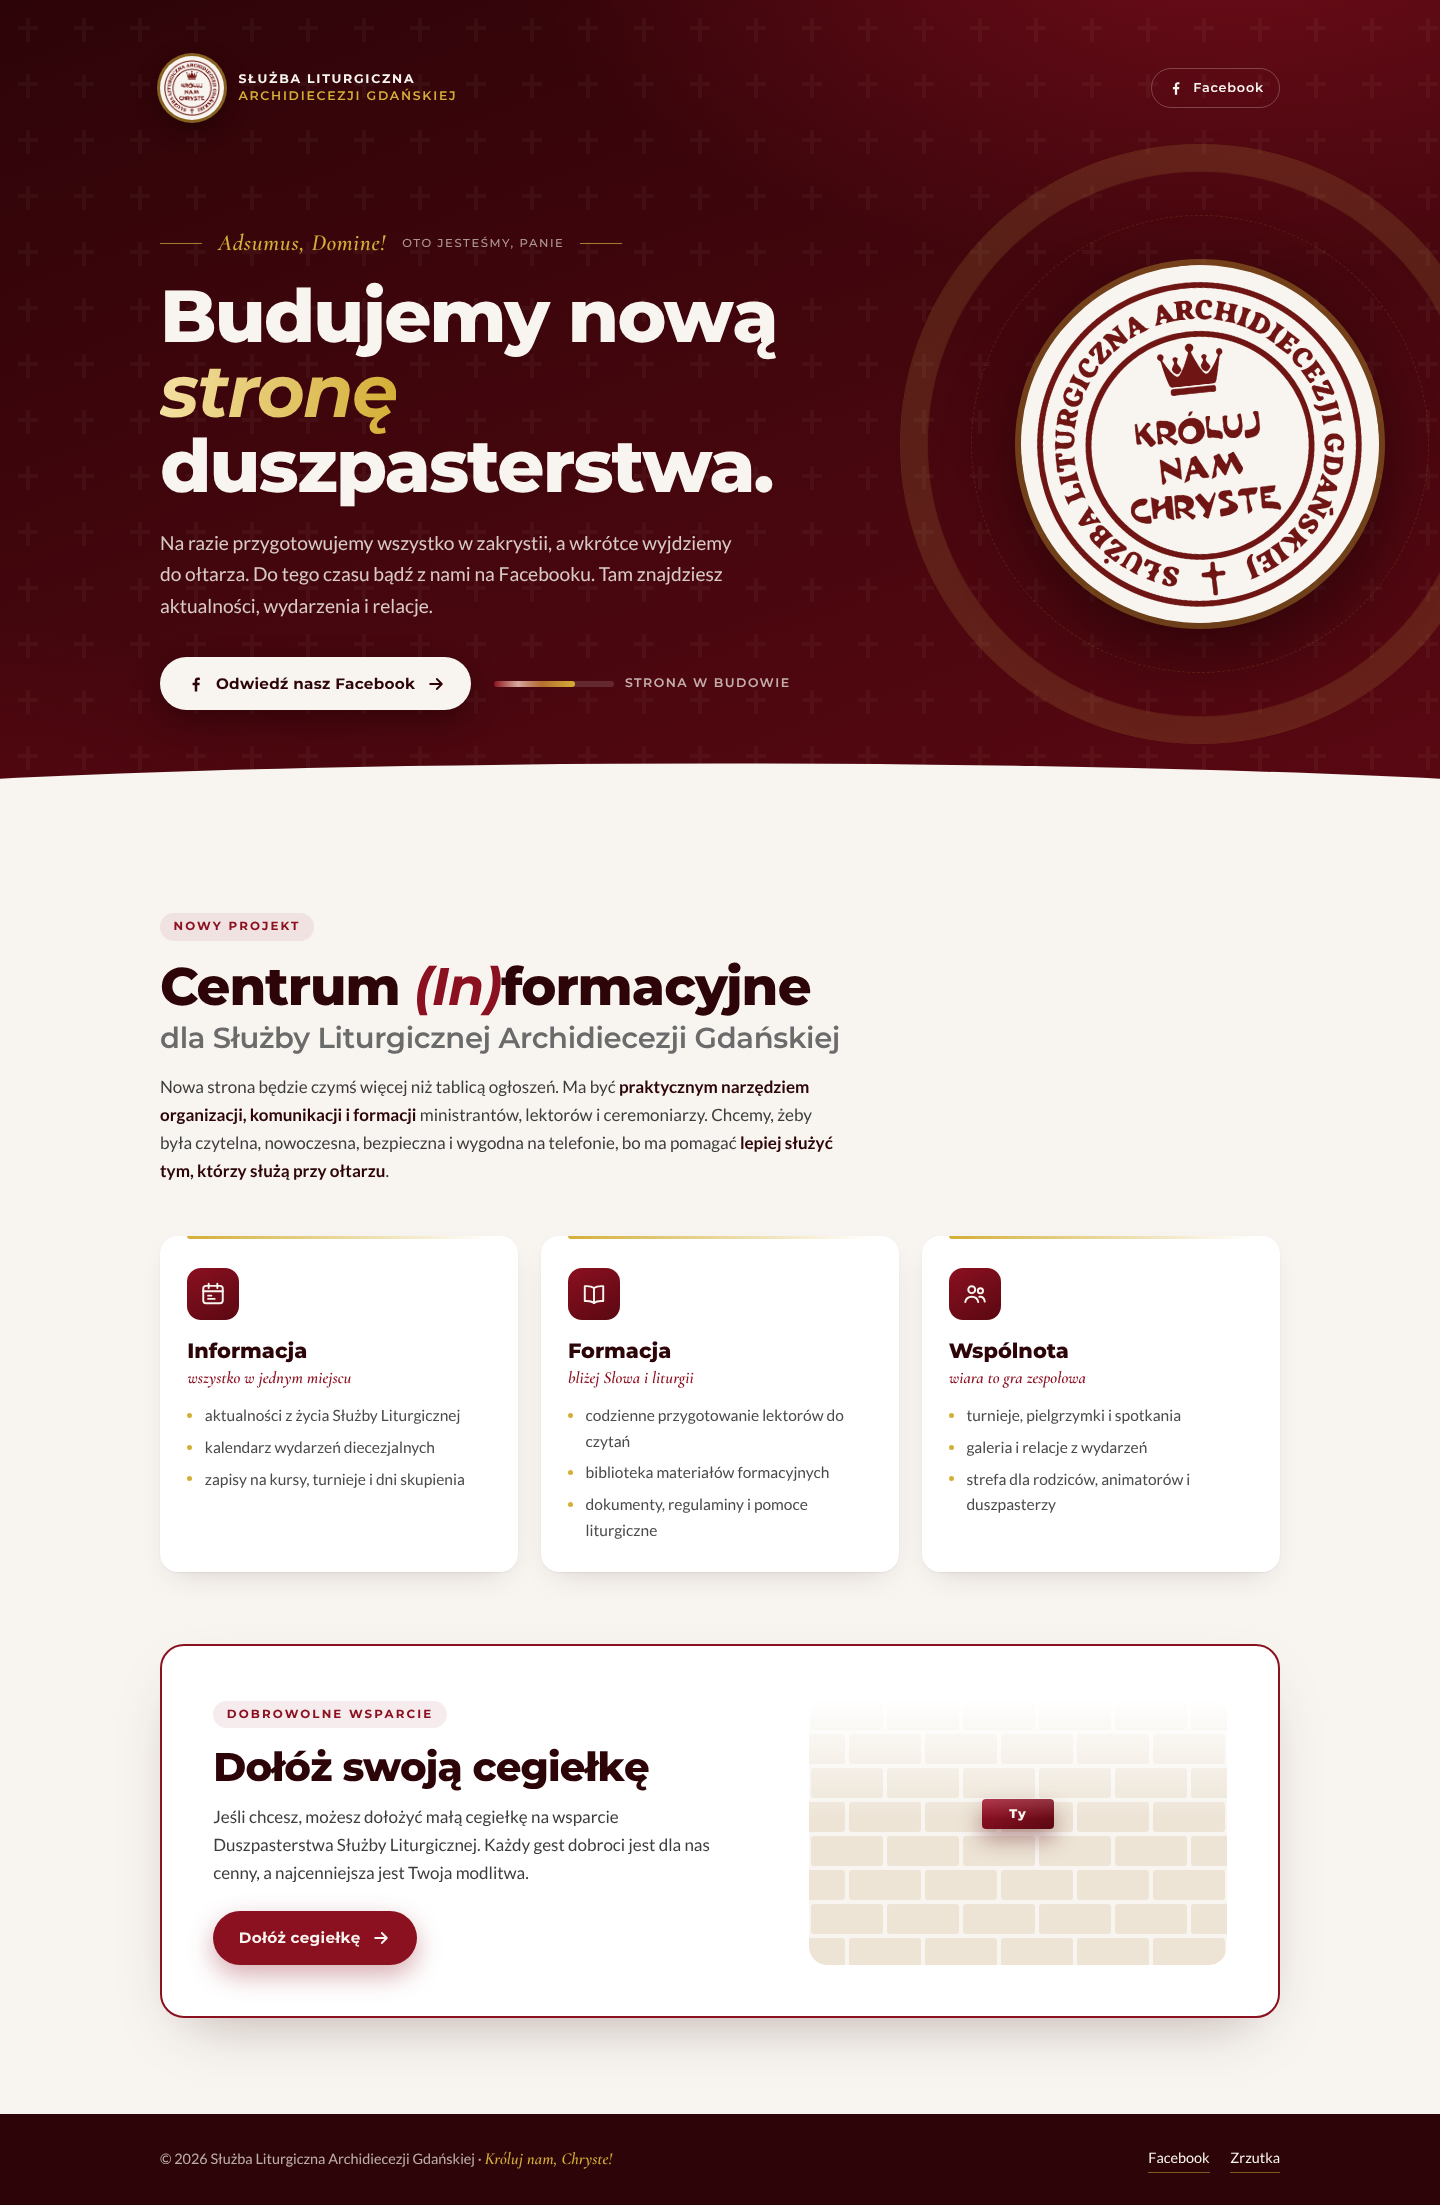 SŁUŻBA LITURGICZNA
ARCHIDIECEZJI GDAŃSKIEJ
Facebook
Adsumus, Domine! OTO JESTEŚMY, PANIE
Budujemy nową
stronę
duszpasterstwa.
Na razie przygotowujemy wszystko w zakrystii, a wkrótce wyjdziemy
do ołtarza. Do tego czasu bądź z nami na Facebooku. Tam znajdziesz
aktualności, wydarzenia i relacje.
Odwiedź nasz Facebook
STRONA W BUDOWIE
SŁUŻBA LITURGICZNA ARCHIDIECEZJI GDAŃSKIEJ
KRÓLUJ
NAM
CHRYSTE
NOWY PROJEKT
Centrum (In)formacyjne
dla Służby Liturgicznej Archidiecezji Gdańskiej
Nowa strona będzie czymś więcej niż tablicą ogłoszeń. Ma być praktycznym narzędziem
organizacji, komunikacji i formacji ministrantów, lektorów i ceremoniarzy. Chcemy, żeby
była czytelna, nowoczesna, bezpieczna i wygodna na telefonie, bo ma pomagać lepiej służyć
tym, którzy służą przy ołtarzu.
Informacja
wszystko w jednym miejscu
aktualności z życia Służby Liturgicznej
kalendarz wydarzeń diecezjalnych
zapisy na kursy, turnieje i dni skupienia
Formacja
bliżej Słowa i liturgii
codzienne przygotowanie lektorów do
czytań
biblioteka materiałów formacyjnych
dokumenty, regulaminy i pomoce
liturgiczne
Wspólnota
wiara to gra zespołowa
turnieje, pielgrzymki i spotkania
galeria i relacje z wydarzeń
strefa dla rodziców, animatorów i
duszpasterzy
DOBROWOLNE WSPARCIE
Dołóż swoją cegiełkę
Jeśli chcesz, możesz dołożyć małą cegiełkę na wsparcie
Duszpasterstwa Służby Liturgicznej. Każdy gest dobroci jest dla nas
cenny, a najcenniejsza jest Twoja modlitwa.
Dołóż cegiełkę
Ty
© 2026 Służba Liturgiczna Archidiecezji Gdańskiej · Króluj nam, Chryste!
Facebook Zrzutka